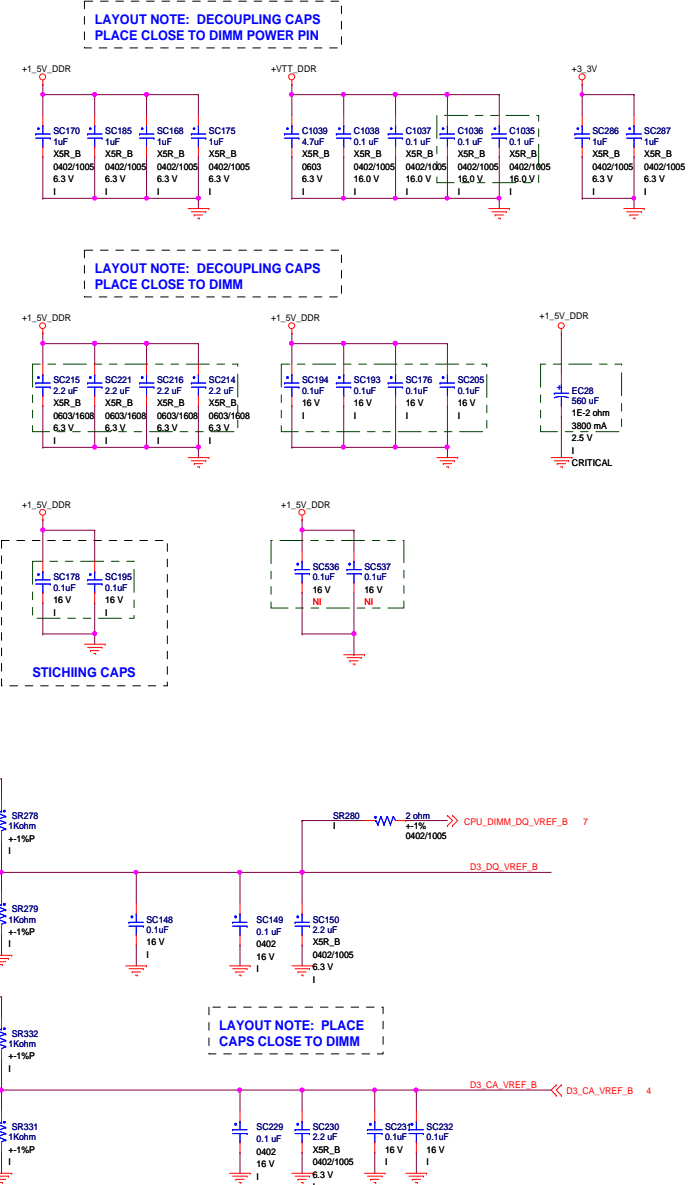 LAYOUT NOTE: DECOUPLING CAPS
PLACE CLOSE TO DIMM POWER PIN
+1_5V_DDR
SC170
1uF
X5R_B
0402/1005
6.3 V
I
SC185
1uF
X5R_B
0402/1005
6.3 V
I
SC168
1uF
X5R_B
0402/1005
6.3 V
I
SC175
1uF
X5R_B
0402/1005
6.3 V
I
+VTT_DDR
C1039
4.7uF
X5R_B
0603
6.3 V
I
C1038
0.1 uF
X5R_B
0402/1005
16.0 V
I
C1037
0.1 uF
X5R_B
0402/1005
16.0 V
I
C1036
0.1 uF
X5R_B
0402/1005
16.0 V
I
C1035
0.1 uF
X5R_B
0402/1005
16.0 V
I
+3_3V
SC286
1uF
X5R_B
0402/1005
6.3 V
I
SC287
1uF
X5R_B
0402/1005
6.3 V
I
LAYOUT NOTE: DECOUPLING CAPS
PLACE CLOSE TO DIMM
+1_5V_DDR
SC215
2.2 uF
X5R_B
0603/1608
6.3 V
I
SC221
2.2 uF
X5R_B
0603/1608
6.3 V
I
SC216
2.2 uF
X5R_B
0603/1608
6.3 V
I
SC214
2.2 uF
X5R_B
0603/1608
6.3 V
I
+1_5V_DDR
SC194
0.1uF
16 V
I
SC193
0.1uF
16 V
I
SC176
0.1uF
16 V
I
SC205
0.1uF
16 V
I
+1_5V_DDR
EC28
560 uF
1E-2 ohm
3800 mA
2.5 V
I
CRITICAL
+1_5V_DDR
SC178
0.1uF
16 V
I
SC195
0.1uF
16 V
I
STICHIING CAPS
+1_5V_DDR
SC536
0.1uF
16 V
NI
SC537
0.1uF
16 V
NI
SR278
1Kohm
+-1%P
I
SR280
I
2 ohm
+-1%
0402/1005
CPU_DIMM_DQ_VREF_B 7
D3_DQ_VREF_B
SR279
1Kohm
+-1%P
I
SC148
0.1uF
16 V
I
SC149
0.1 uF
0402
16 V
I
SC150
2.2 uF
X5R_B
0402/1005
6.3 V
I
SR332
1Kohm
+-1%P
I
LAYOUT NOTE: PLACE
CAPS CLOSE TO DIMM
D3_CA_VREF_B
D3_CA_VREF_B 4
SR331
1Kohm
+-1%P
I
SC229
0.1 uF
0402
16 V
I
SC230
2.2 uF
X5R_B
0402/1005
6.3 V
SC231
0.1uF
16 V
I
SC232
0.1uF
16 V
I